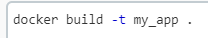 docker build -t my_app .